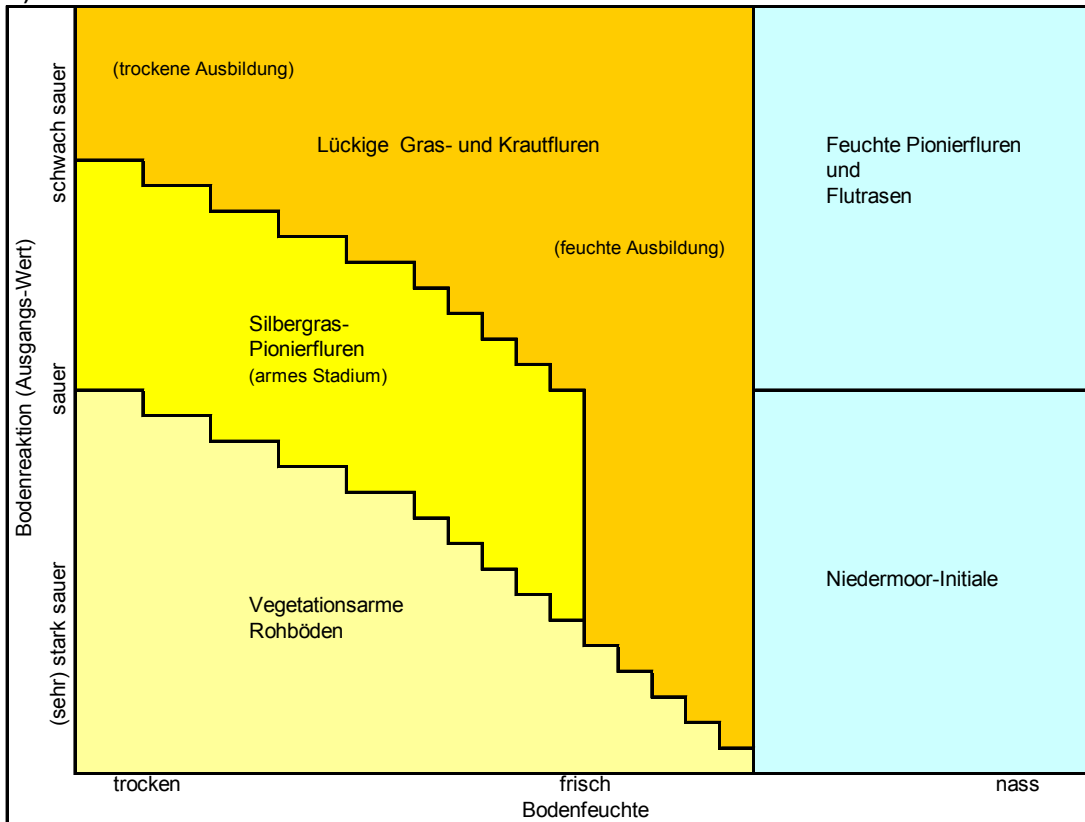 (trockene Ausbildung)
Lückige Gras- und Krautfluren
(feuchte Ausbildung)
Feuchte Pionierfluren
und
Flutrasen
Silbergras-
Pionierfluren
(armes Stadium)
Vegetationsarme
Rohböden
Niedermoor-Initiale
Bodenreaktion (Ausgangs-Wert)
schwach sauer
sauer
(sehr) stark sauer
trocken
frisch
nass
Bodenfeuchte